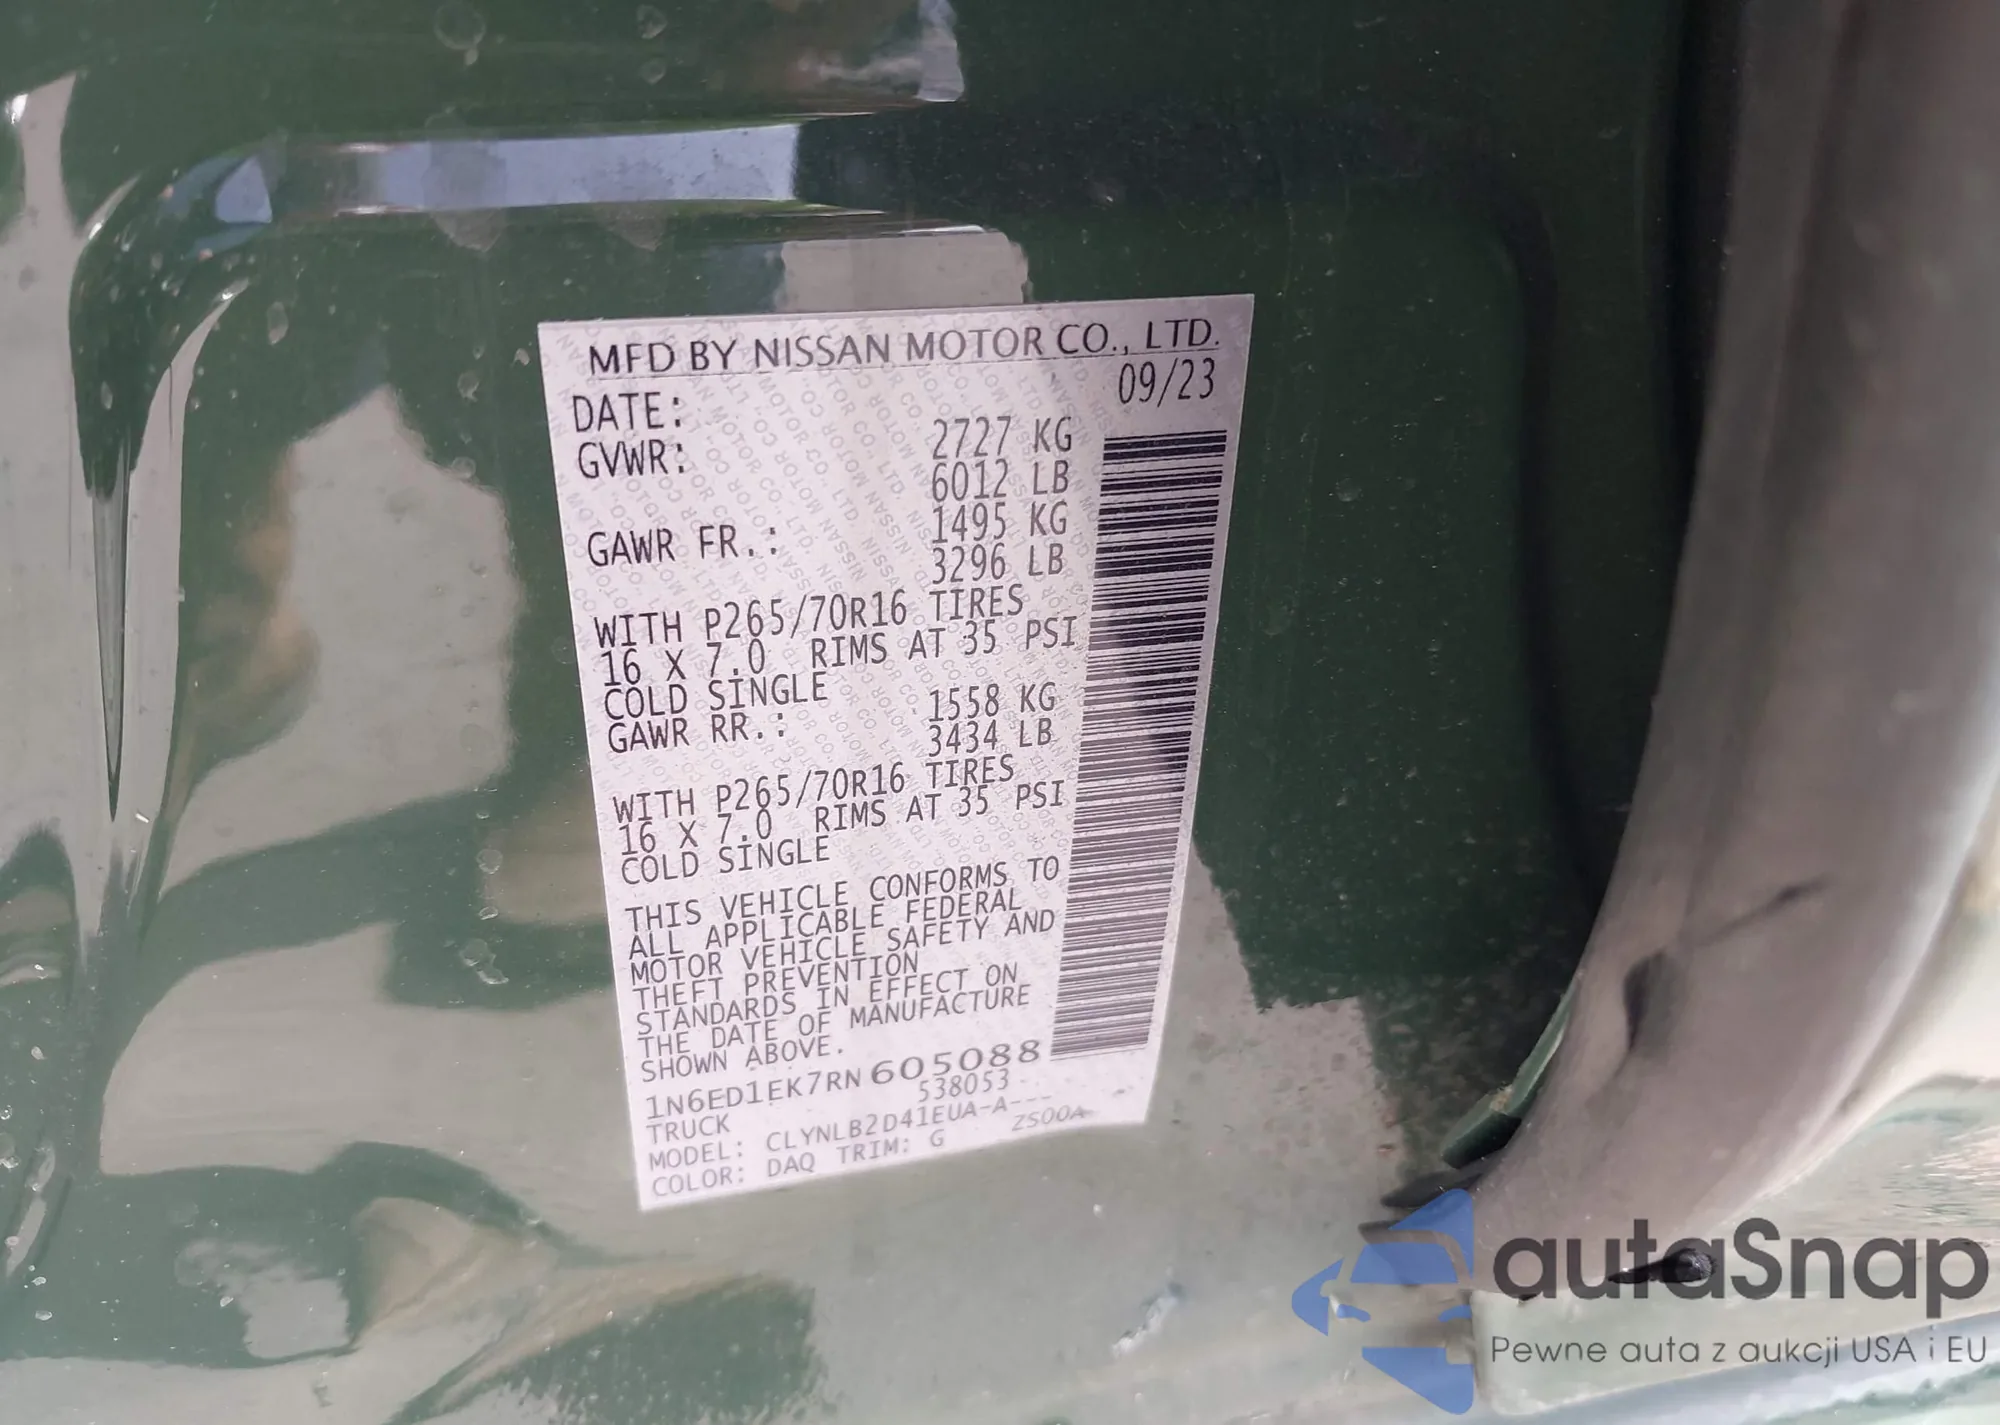 MFD BY NISSAN MOTOR CO., LTD.
DATE: 09/23
GVWR: 2727 KG
6012 LB
GAWR FR.: 1495 KG
3296 LB
WITH P265/70R16 TIRES
16 X 7.0 RIMS AT 35 PSI
COLD SINGLE
GAWR RR.: 1558 KG
3434 LB
WITH P265/70R16 TIRES
16 X 7.0 RIMS AT 35 PSI
COLD SINGLE
THIS VEHICLE CONFORMS TO
ALL APPLICABLE FEDERAL
MOTOR VEHICLE SAFETY AND
THEFT PREVENTION
STANDARDS IN EFFECT ON
THE DATE OF MANUFACTURE
SHOWN ABOVE.
1N6ED1EK7RN605088
TRUCK 538053
MODEL: CLYNLB2D41EUA-A---
COLOR: DAQ TRIM: G ZS00A
autaSnap
Pewne auta z aukcji USA i EU